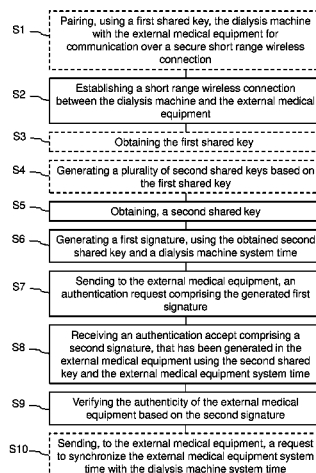 S1
Pairing, using a first shared key, the dialysis machine
with the external medical equipment for
communication over a secure short range wireless
connection
S2
Establishing a short range wireless connection
between the dialysis machine and the external medical
equipment
S3
Obtaining the first shared key
S4
Generating a plurality of second shared keys based on
the first shared key
S5
Obtaining, a second shared key
S6
Generating a first signature, using the obtained second
shared key and a dialysis machine system time
S7
Sending to the external medical equipment, an
authentication request comprising the generated first
signature
S8
Receiving an authentication accept comprising a
second signature, that has been generated in the
external medical equipment using the second shared
key and the external medical equipment system time
S9
Verifying the authenticity of the external medical
equipment based on the second signature
S10
Sending, to the external medical equipment, a request
to synchronize the external medical equipment system
time with the dialysis machine system time